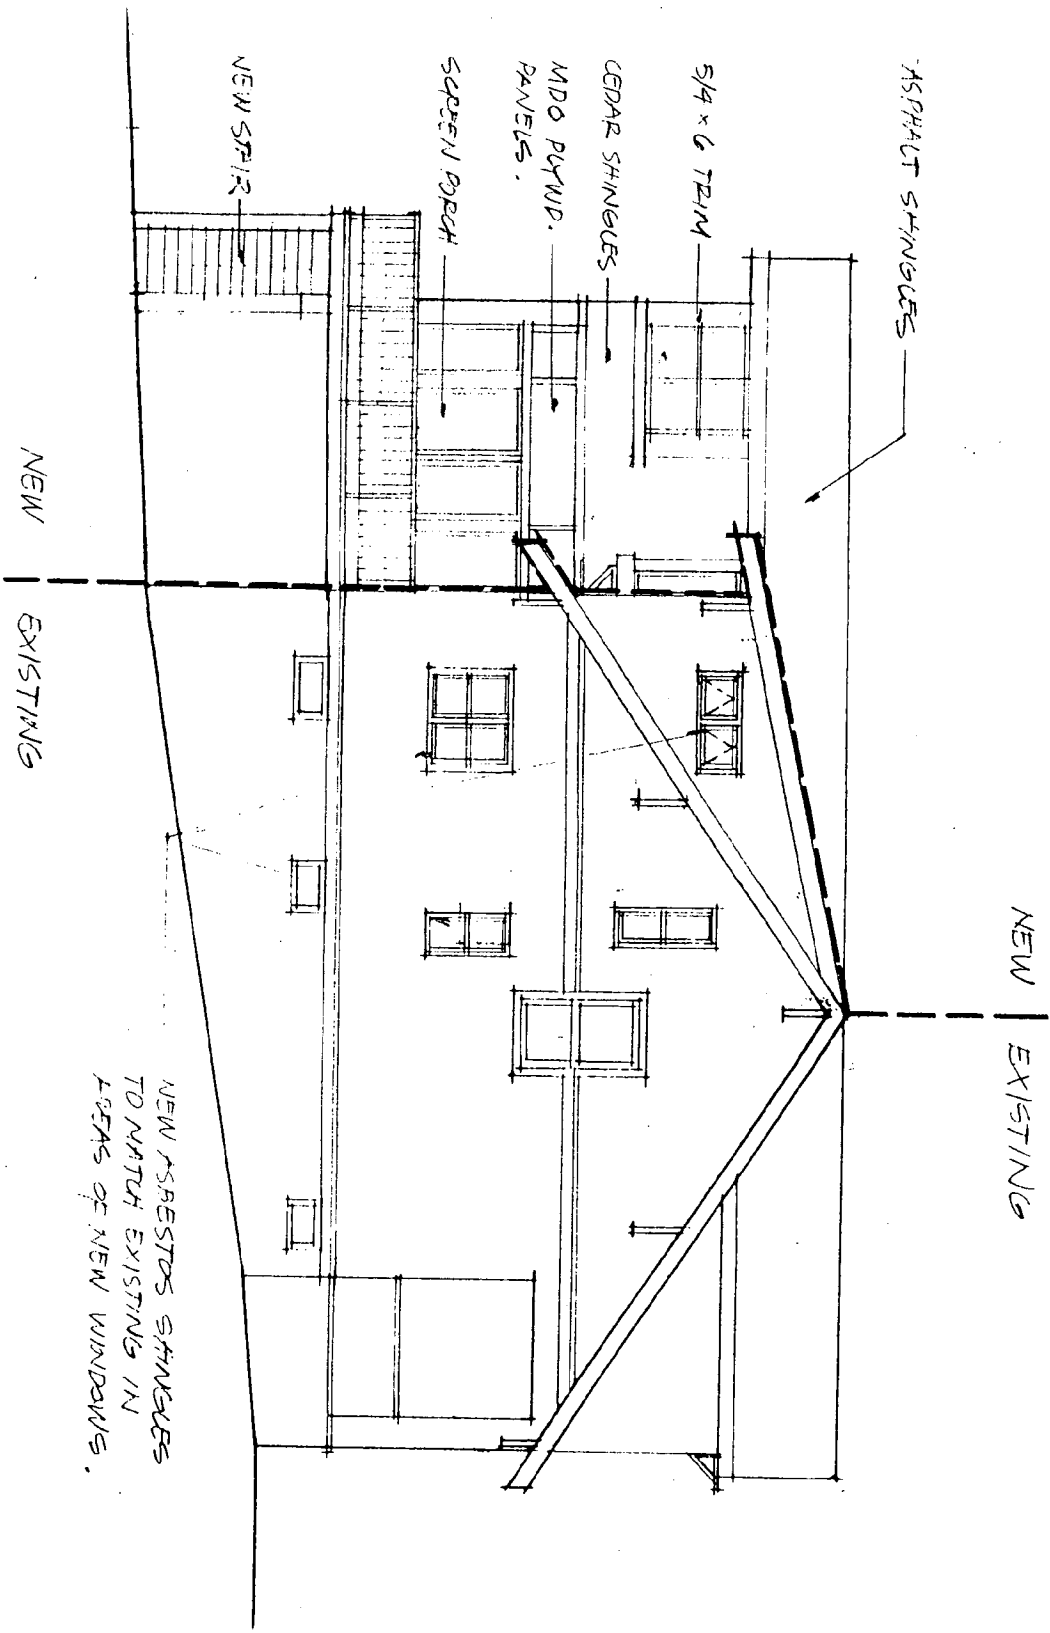 NEW EXISTING
ASPHALT SHINGLES
5/4 x 6 TRIM
CEDAR SHINGLES
MDO PLYWD.
PANELS.
SCREEN PORCH
NEW STAIR
NEW EXISTING
NEW ASBESTOS SHINGLES
TO MATCH EXISTING IN
AREAS OF NEW WINDOWS.